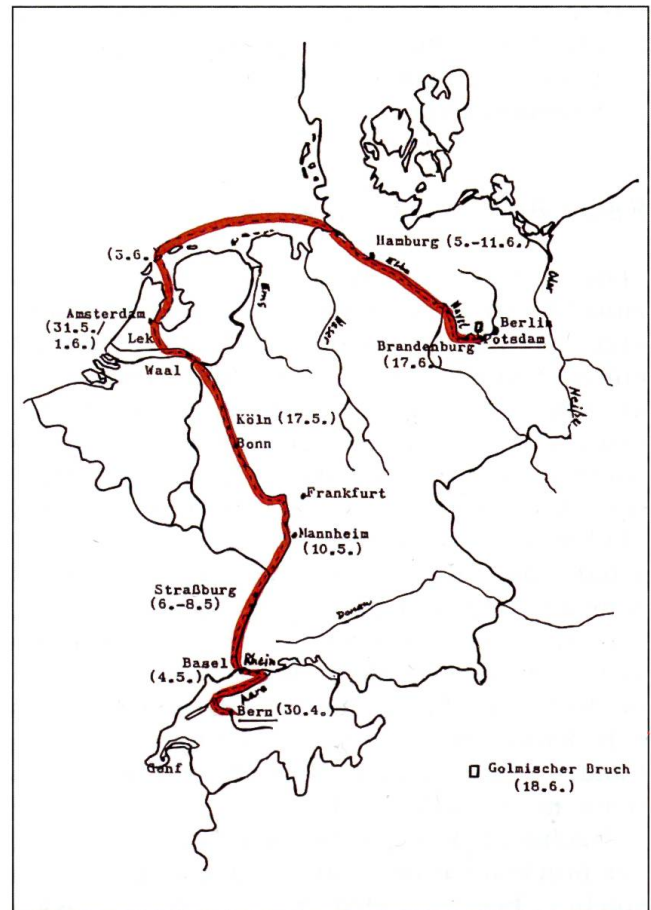 Hamburg (5.-11.6.)
(3.6.)
Elbe
Oder
Ems
Weser
Havel
Amsterdam
(31.5./
1.6.)
Berlin
Potsdam
Lek
Brandenburg
(17.6.)
Waal
Neiße
Köln (17.5.)
Bonn
Frankfurt
Mannheim
(10.5.)
Straßburg
(6.-8.5)
Donau
Basel
(4.5.)
Rhein
Aare
Bern (30.4.)
Genf
Golmischer Bruch
(18.6.)